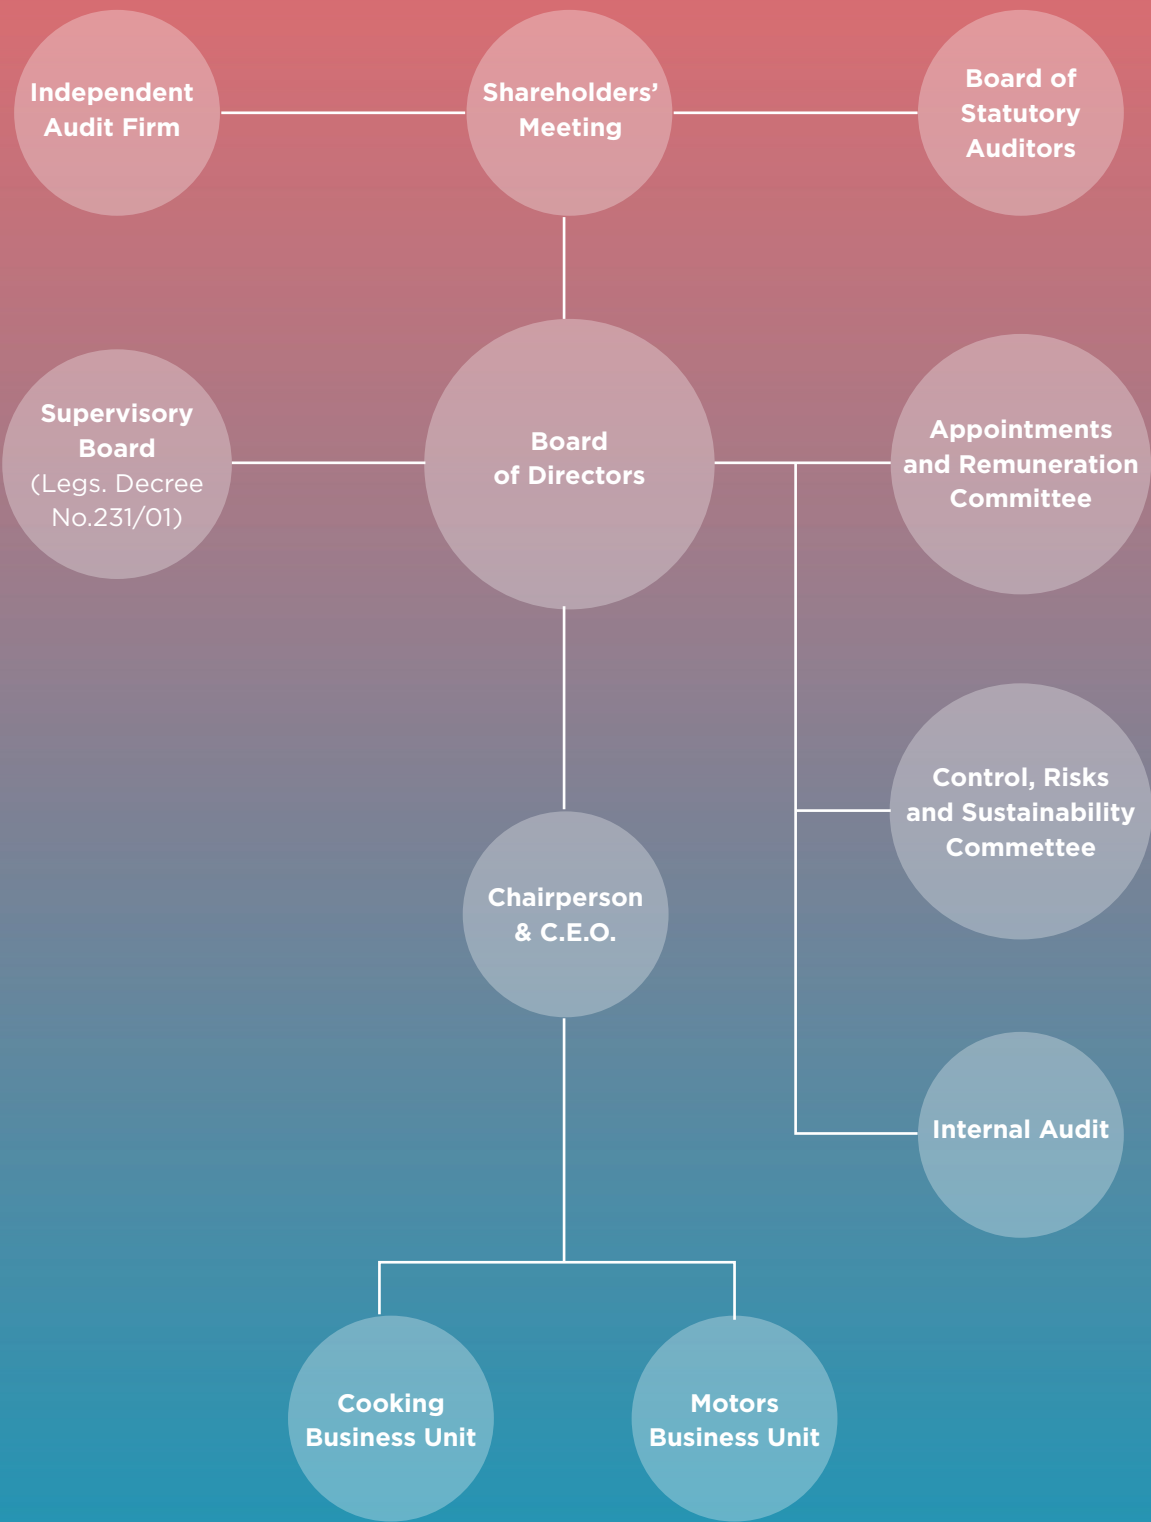 Independent
Audit Firm
Shareholders’
Meeting
Board of
Statutory
Auditors
Supervisory
Board
(Legs. Decree
No.231/01)
Board
of Directors
Appointments
and Remuneration
Committee
Control, Risks
and Sustainability
Commettee
Chairperson
& C.E.O.
Internal Audit
Cooking
Business Unit
Motors
Business Unit